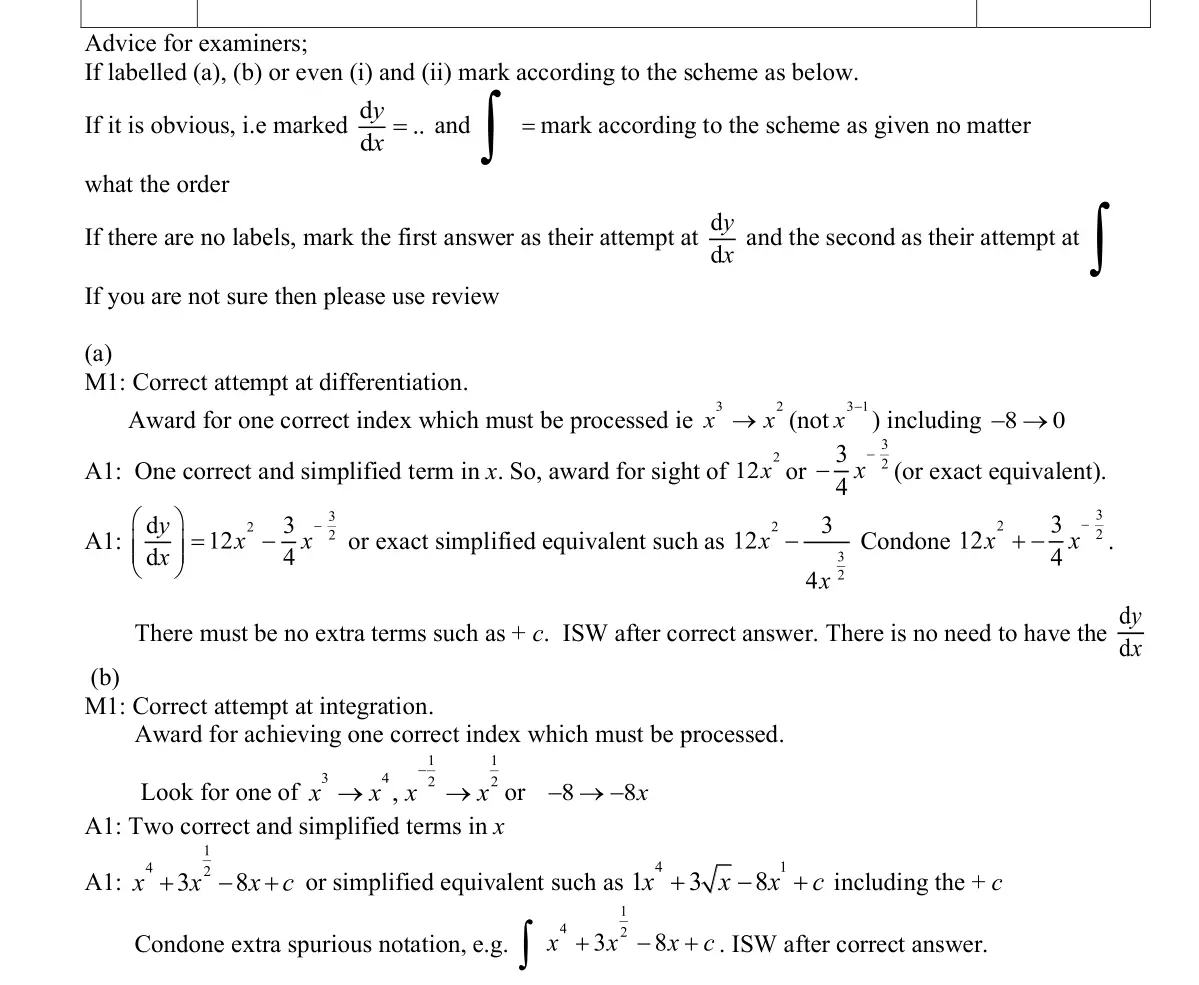 Advice for examiners;
If labelled (a), (b) or even (i) and (ii) mark according to the scheme as below.
If it is obvious, i.e marked dy/dx = .. and ∫ = mark according to the scheme as given no matter
what the order
If there are no labels, mark the first answer as their attempt at dy/dx and the second as their attempt at ∫
If you are not sure then please use review
(a)
M1: Correct attempt at differentiation.
Award for one correct index which must be processed ie x^3 → x^2 (not x^(3−1)) including −8 → 0
A1: One correct and simplified term in x. So, award for sight of 12x^2 or −(3/4)x^(−3/2) (or exact equivalent).
A1: (dy/dx) = 12x^2 − (3/4)x^(−3/2) or exact simplified equivalent such as 12x^2 − 3/(4x^(3/2)) Condone 12x^2 + −(3/4)x^(−3/2).
There must be no extra terms such as + c. ISW after correct answer. There is no need to have the dy/dx
(b)
M1: Correct attempt at integration.
Award for achieving one correct index which must be processed.
Look for one of x^3 → x^4, x^(−1/2) → x^(1/2) or −8 → −8x
A1: Two correct and simplified terms in x
A1: x^4 + 3x^(1/2) − 8x + c or simplified equivalent such as 1x^4 + 3√x − 8x^1 + c including the + c
Condone extra spurious notation, e.g. ∫ x^4 + 3x^(1/2) − 8x + c. ISW after correct answer.